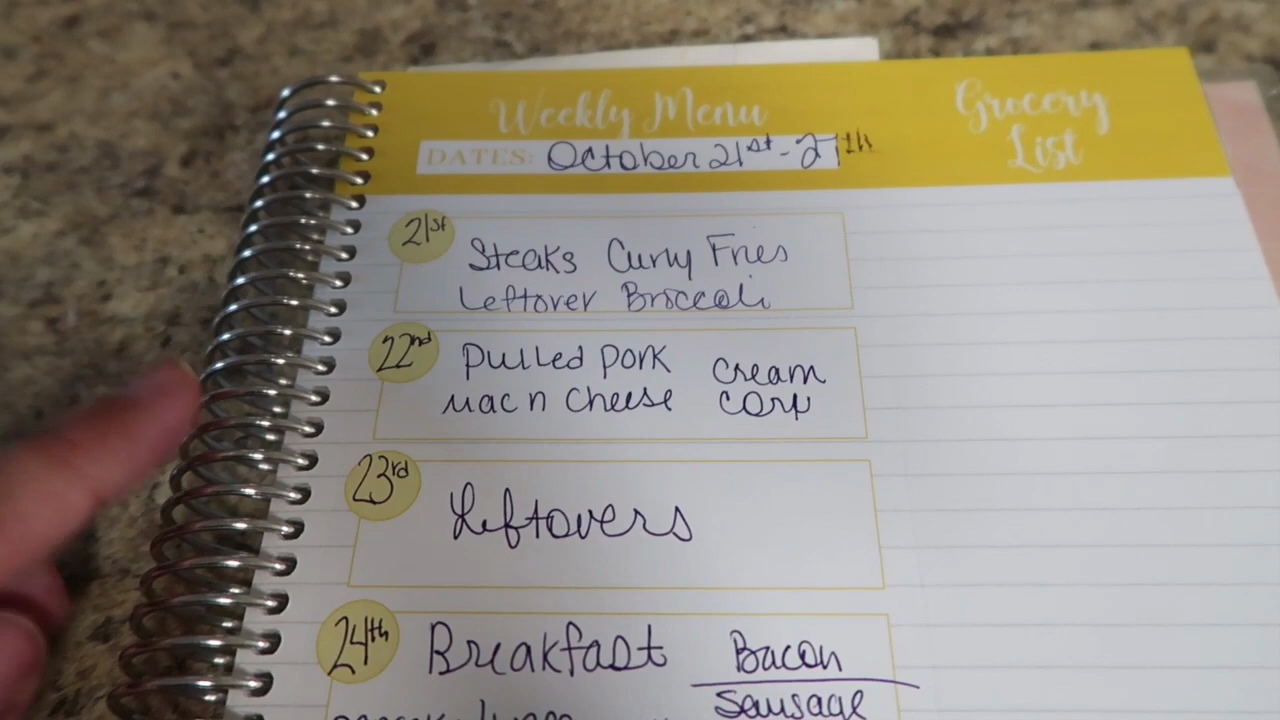 Weekly Menu
Grocery
List
DATES: October 21st - 27th
21st
Steaks Curly Fries
Leftover Broccoli
22nd
Pulled Pork
Mac n Cheese
Cream
Corn
23rd
Leftovers
24th
Breakfast
Bacon
Sausage